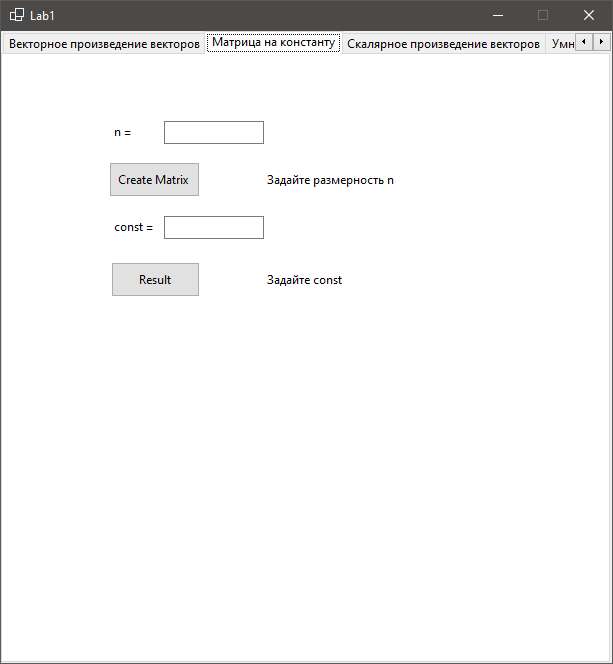 Lab1
Векторное произведение векторов Матрица на константу Скалярное произведение векторов Умн
n =
Create Matrix Задайте размерность n
const =
Result Задайте const